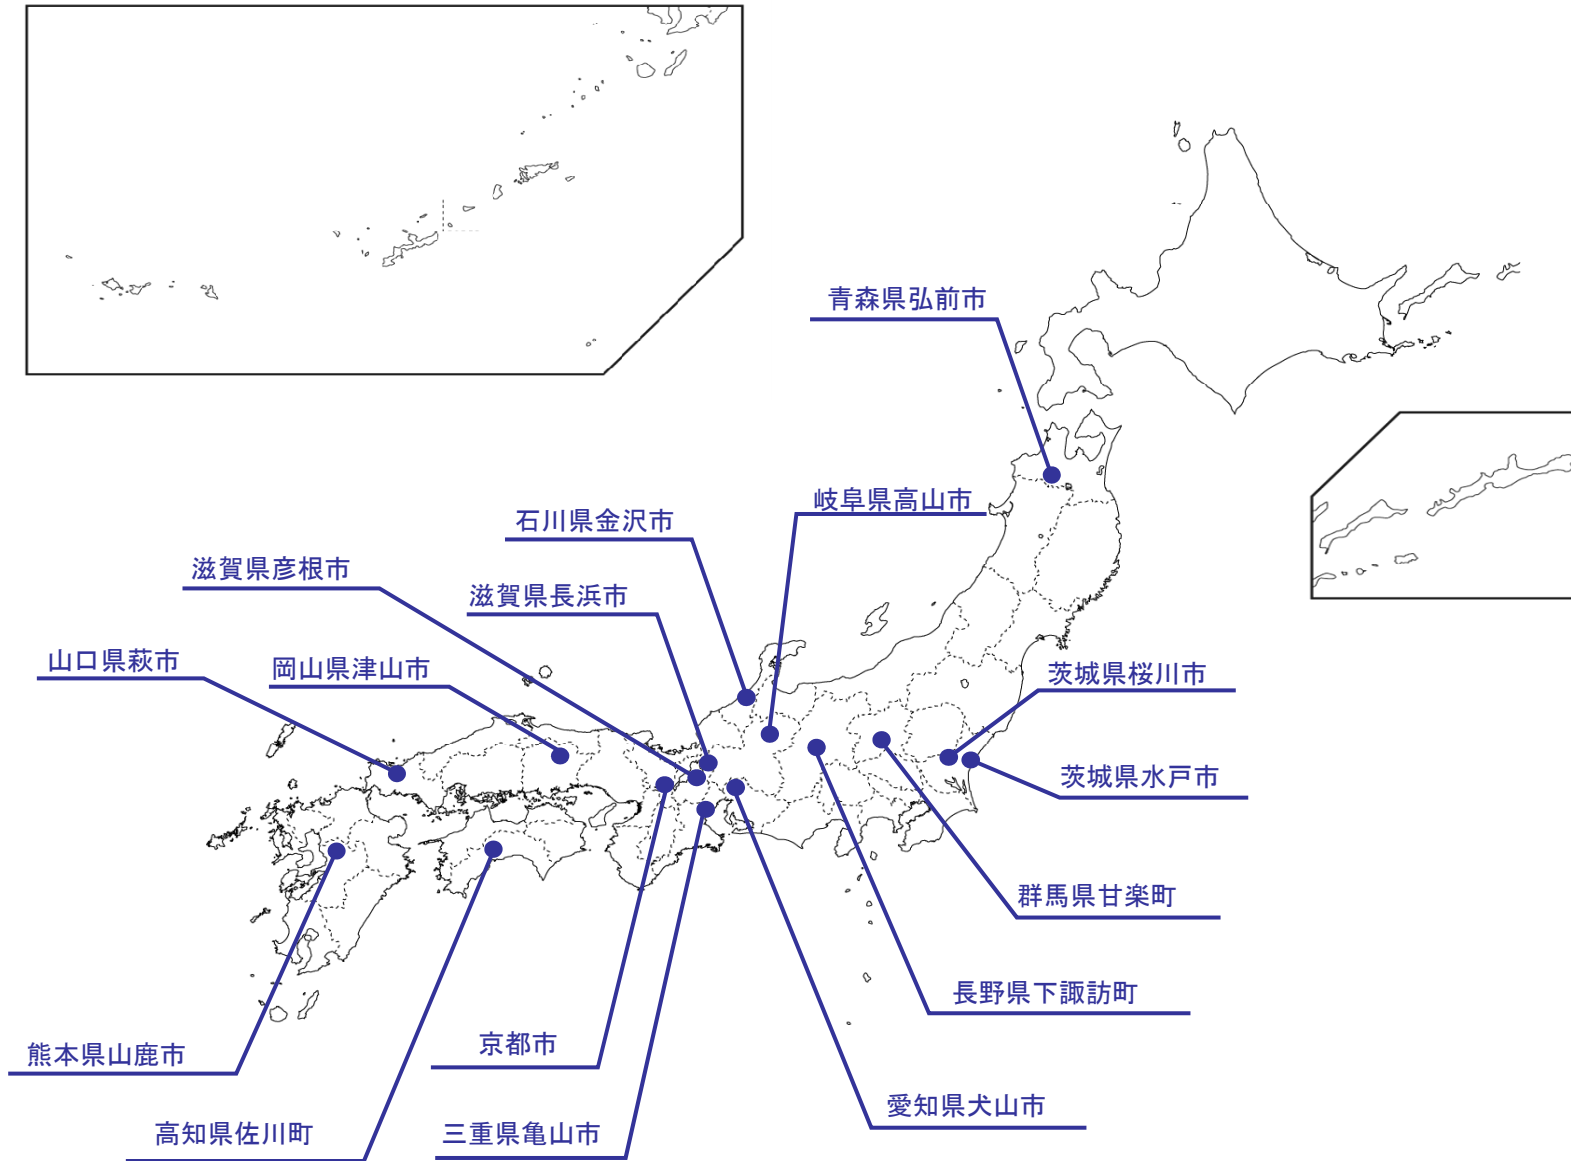 青森県弘前市
岐阜県高山市
石川県金沢市
滋賀県彦根市
滋賀県長浜市
山口県萩市
岡山県津山市
茨城県桜川市
茨城県水戸市
群馬県甘楽町
長野県下諏訪町
京都市
熊本県山鹿市
愛知県犬山市
高知県佐川町
三重県亀山市